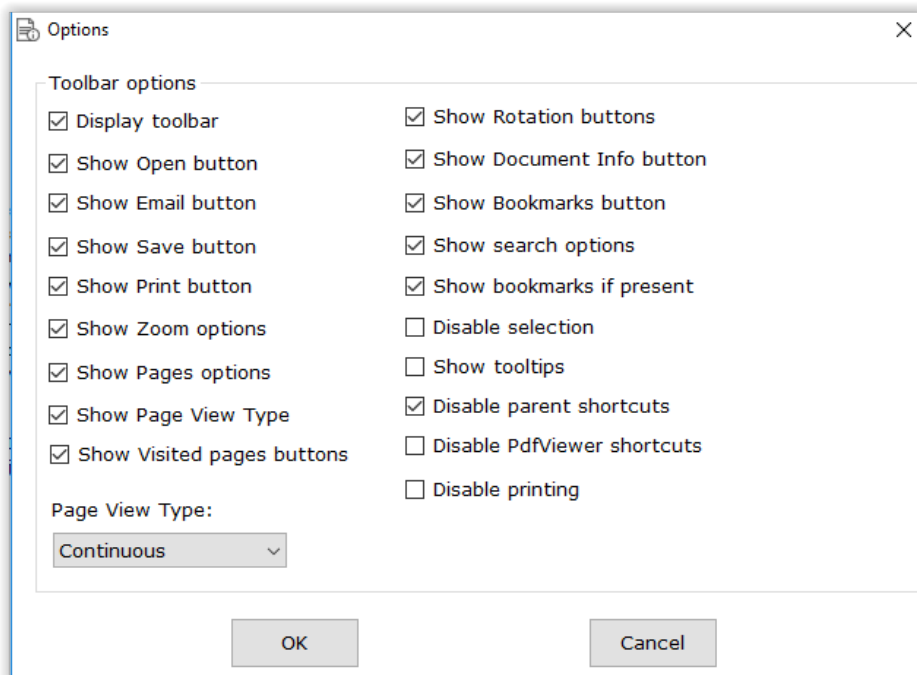 Options
Toolbar options
Display toolbar
Show Open button
Show Email button
Show Save button
Show Print button
Show Zoom options
Show Pages options
Show Page View Type
Show Visited pages buttons
Page View Type:
Continuous
Show Rotation buttons
Show Document Info button
Show Bookmarks button
Show search options
Show bookmarks if present
Disable selection
Show tooltips
Disable parent shortcuts
Disable PdfViewer shortcuts
Disable printing
OK
Cancel